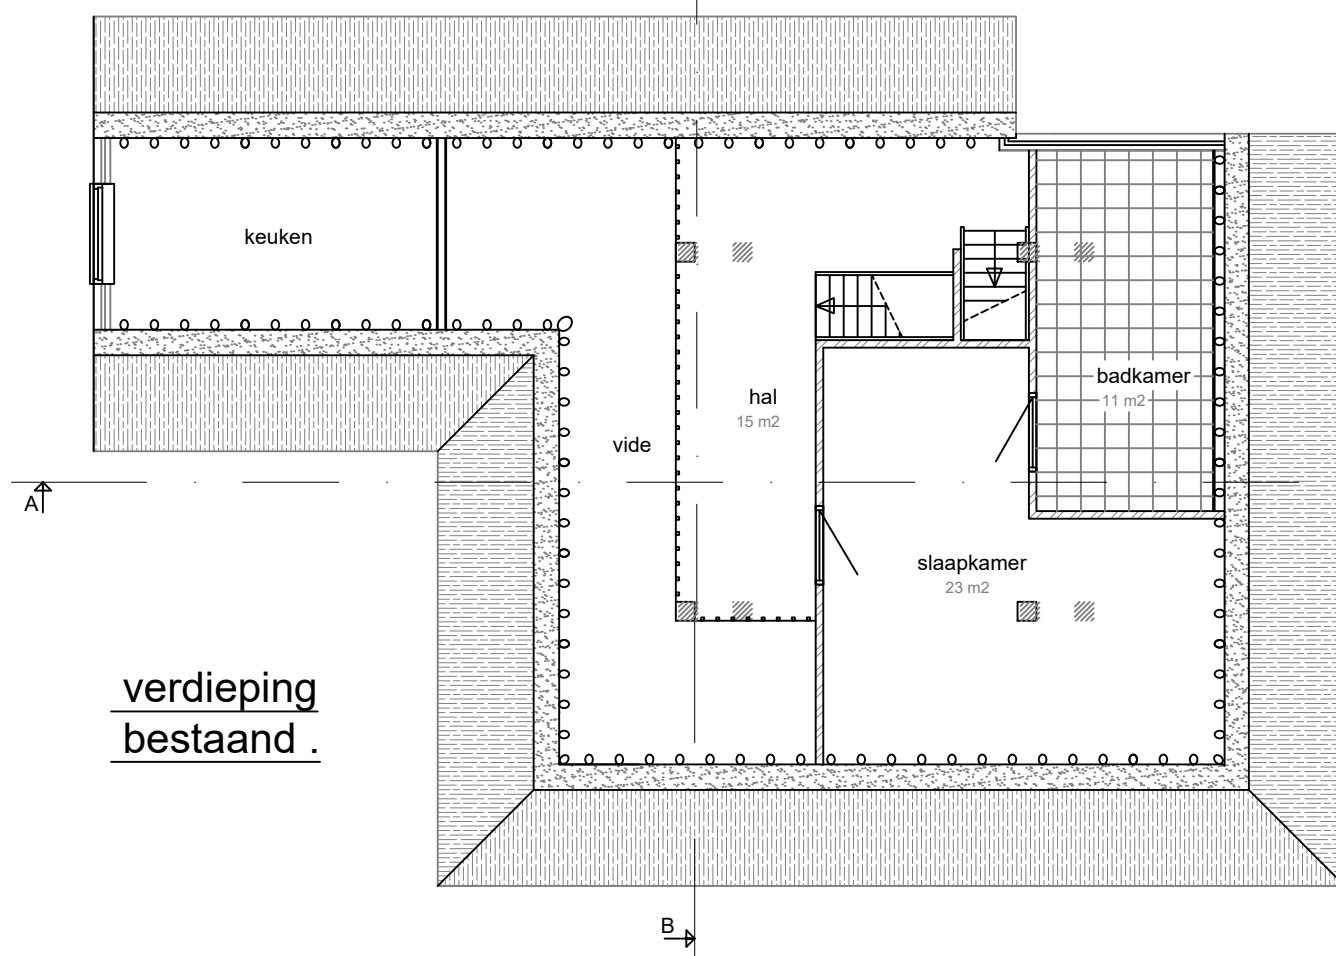 keuken
badkamer
11 m2
hal
15 m2
vide
A
slaapkamer
23 m2
verdieping
bestaand .
B